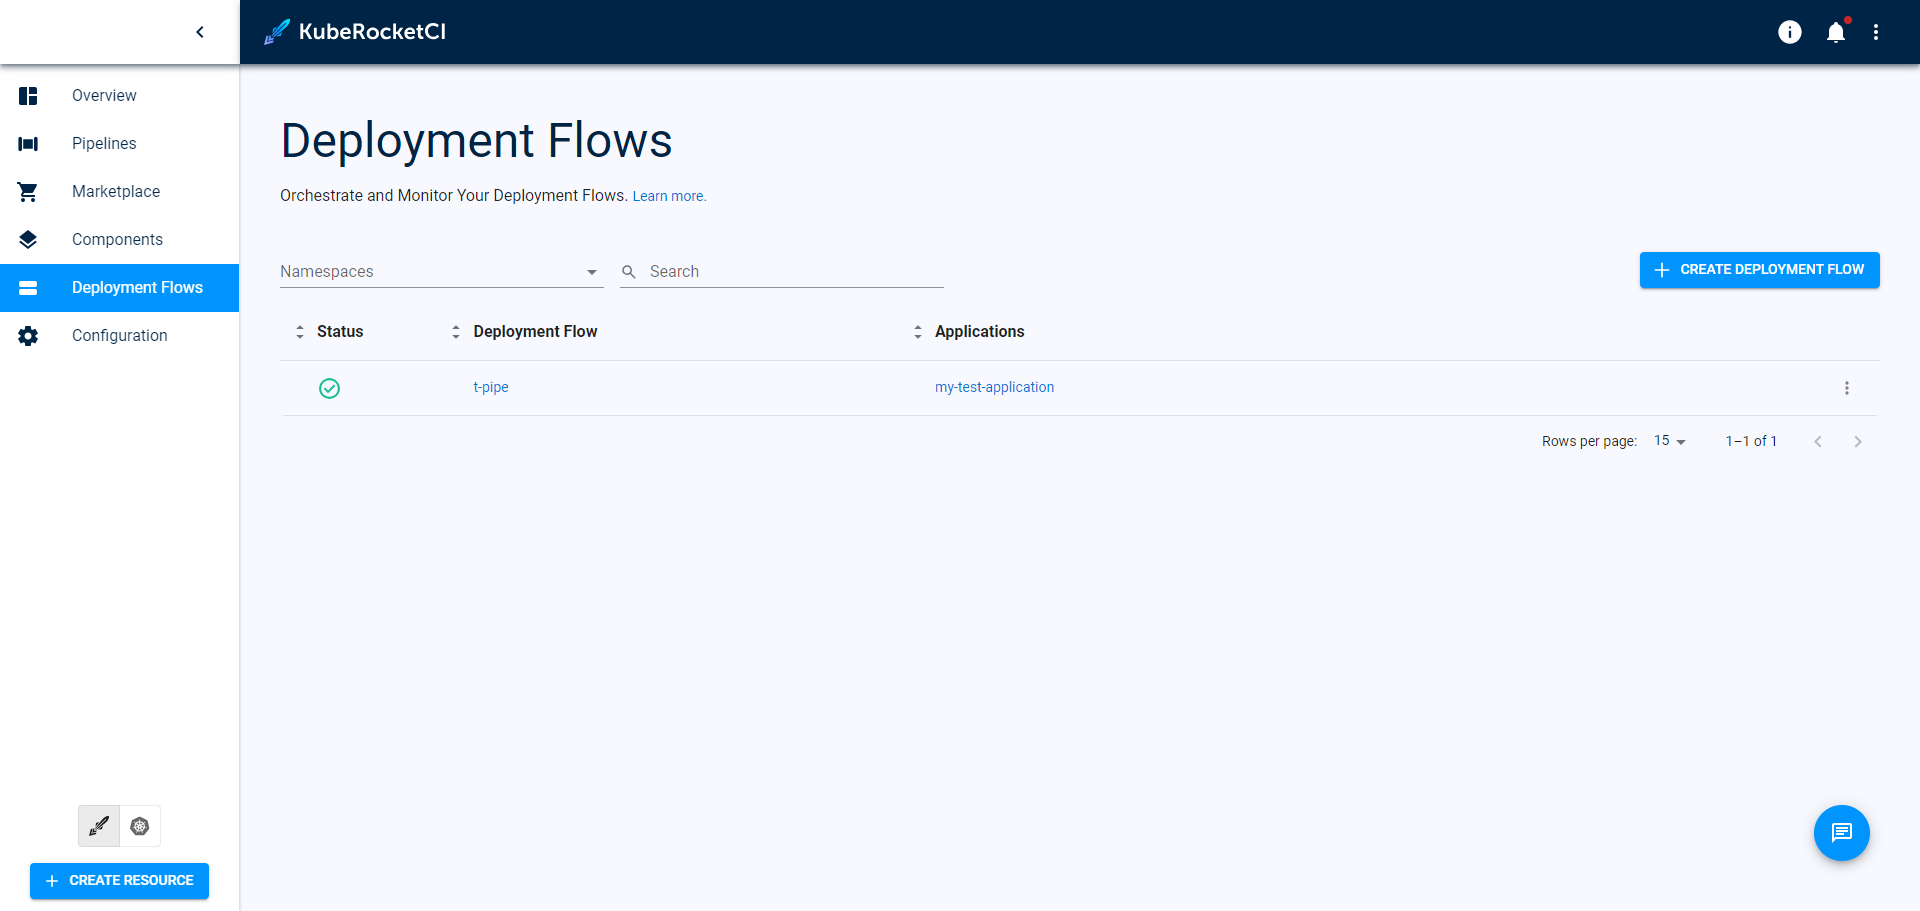 KubeRocketCI
Overview
Pipelines
Marketplace
Components
Deployment Flows
Configuration
CREATE RESOURCE
Deployment Flows
Orchestrate and Monitor Your Deployment Flows. Learn more.
Namespaces
Search
CREATE DEPLOYMENT FLOW
Status Deployment Flow Applications
t-pipe my-test-application
Rows per page: 15 1–1 of 1